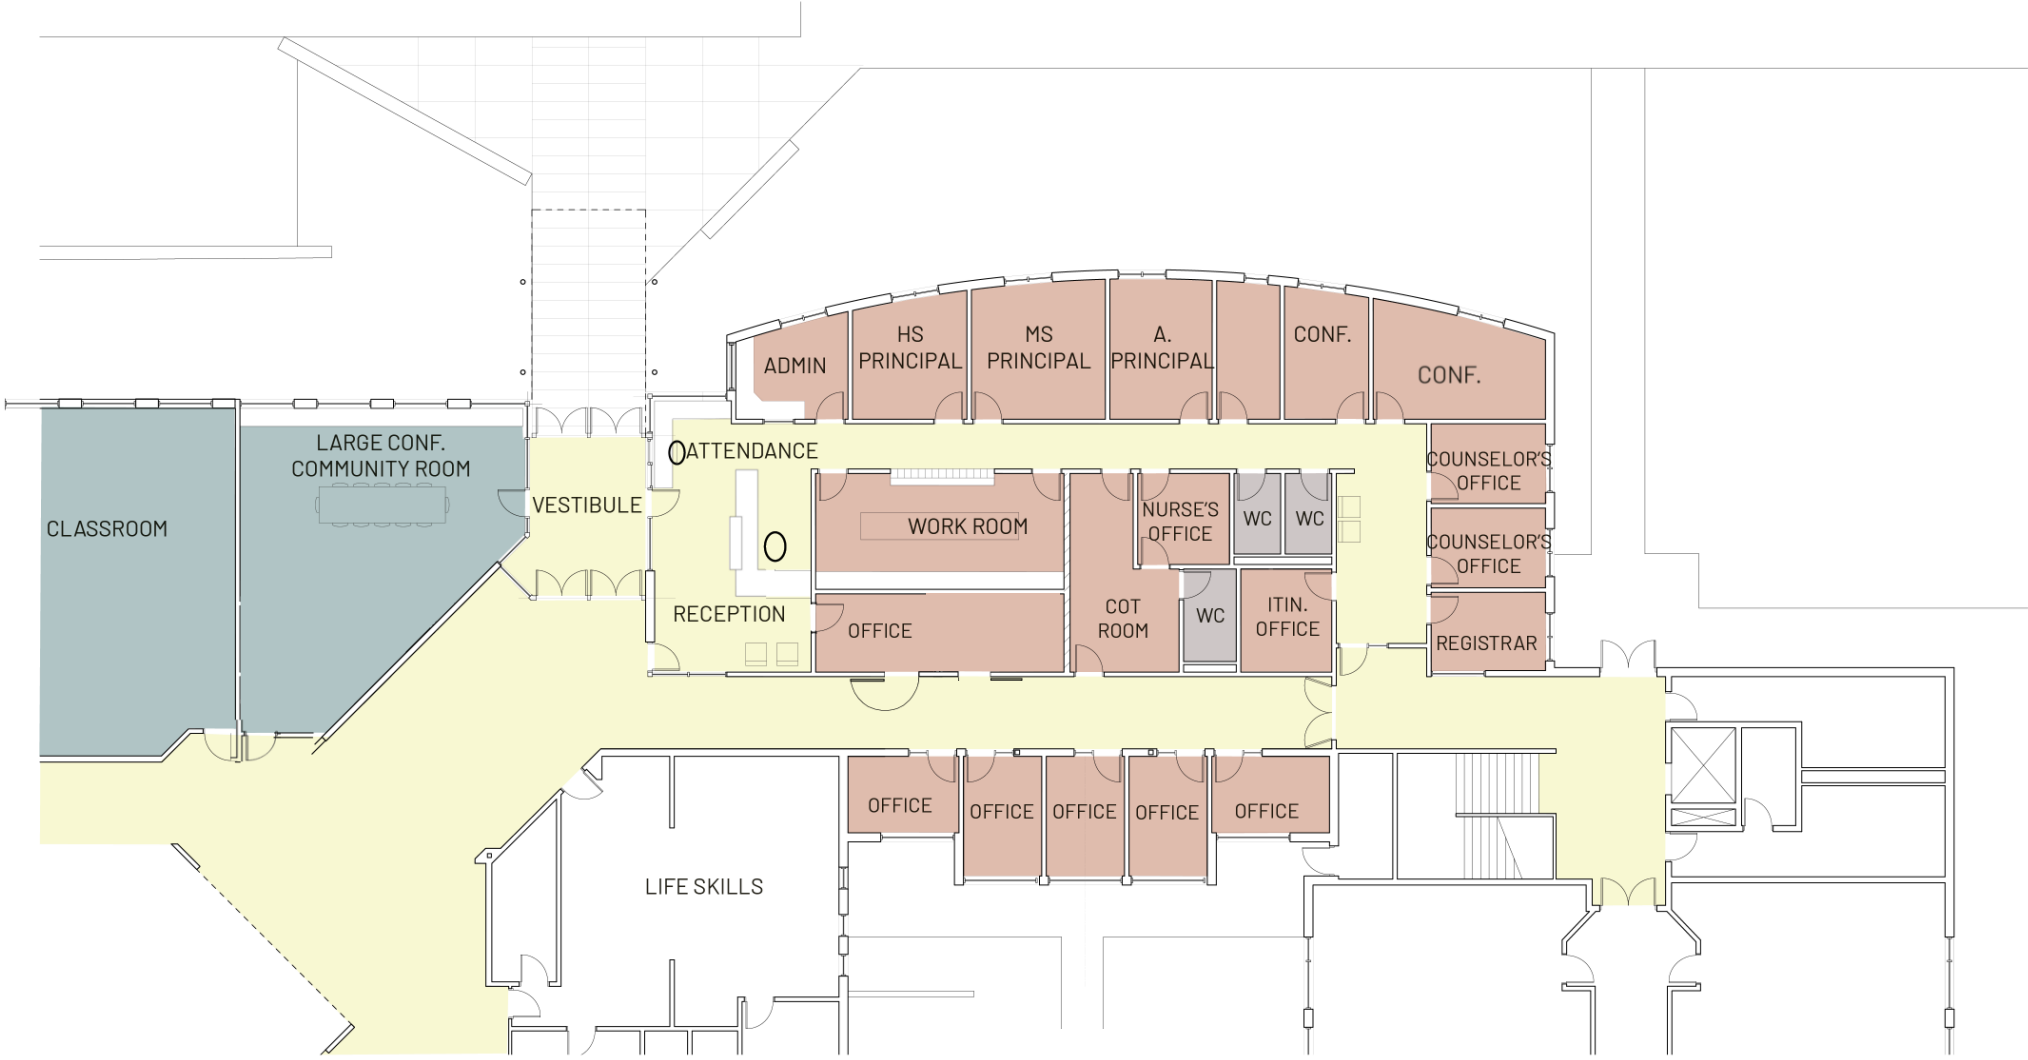 HS
PRINCIPAL
MS
PRINCIPAL
A.
PRINCIPAL
CONF.
ADMIN
CONF.
LARGE CONF.
COMMUNITY ROOM
ATTENDANCE
COUNSELOR'S
OFFICE
CLASSROOM
VESTIBULE
WORK ROOM
NURSE'S
OFFICE
WC
WC
COUNSELOR'S
OFFICE
RECEPTION
OFFICE
COT
ROOM
WC
ITIN.
OFFICE
REGISTRAR
OFFICE
OFFICE
OFFICE
OFFICE
OFFICE
LIFE SKILLS